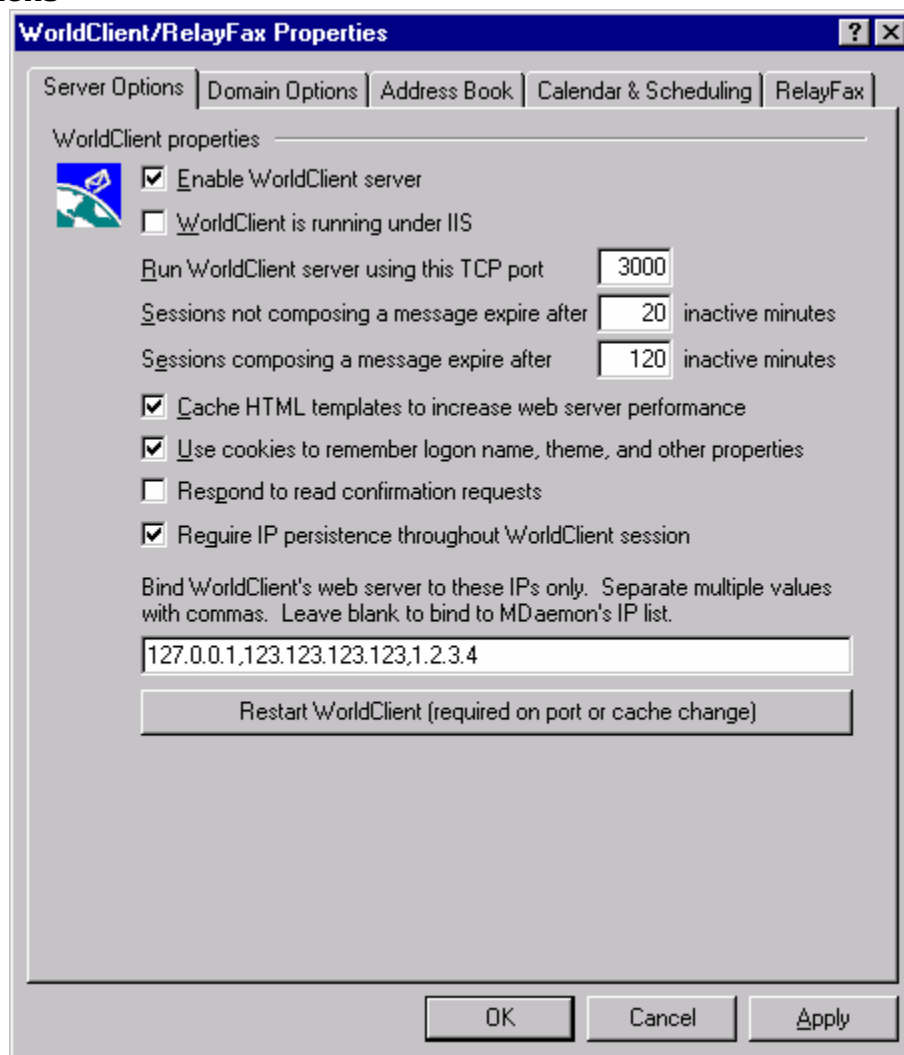 WorldClient/RelayFax Properties
Server Options Domain Options Address Book Calendar & Scheduling RelayFax
WorldClient properties
Enable WorldClient server
WorldClient is running under IIS
Run WorldClient server using this TCP port 3000
Sessions not composing a message expire after 20 inactive minutes
Sessions composing a message expire after 120 inactive minutes
Cache HTML templates to increase web server performance
Use cookies to remember logon name, theme, and other properties
Respond to read confirmation requests
Require IP persistence throughout WorldClient session
Bind WorldClient's web server to these IPs only. Separate multiple values
with commas. Leave blank to bind to MDaemon's IP list.
127.0.0.1,123.123.123.123,1.2.3.4
Restart WorldClient (required on port or cache change)
OK Cancel Apply